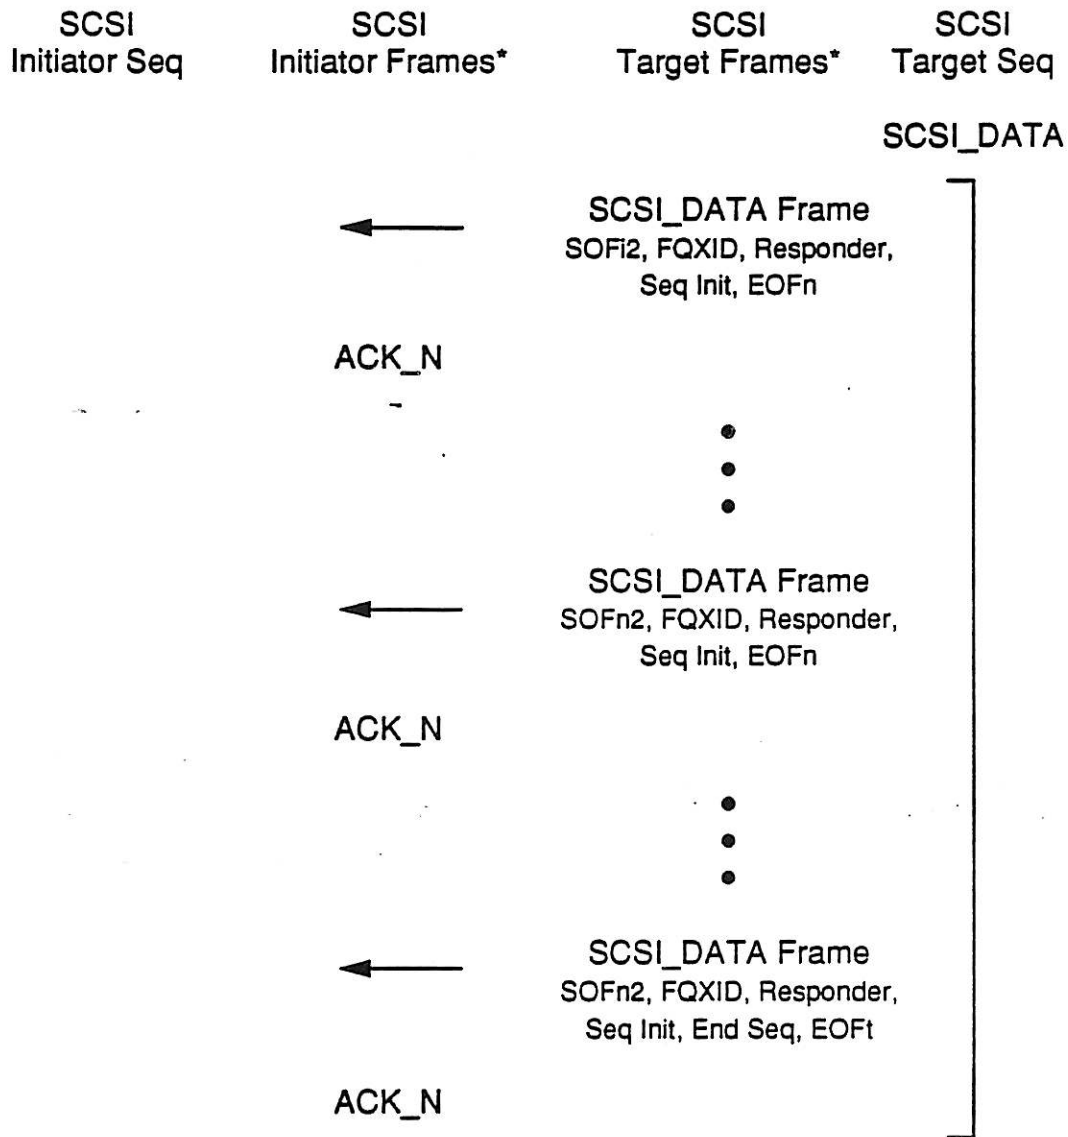 SCSI
Initiator Seq
SCSI
Initiator Frames*
SCSI
Target Frames*
SCSI
Target Seq
SCSI_DATA
SCSI_DATA Frame
SOFi2, FQXID, Responder,
Seq Init, EOFn
ACK_N
SCSI_DATA Frame
SOFn2, FQXID, Responder,
Seq Init, EOFn
ACK_N
SCSI_DATA Frame
SOFn2, FQXID, Responder,
Seq Init, End Seq, EOFt
ACK_N